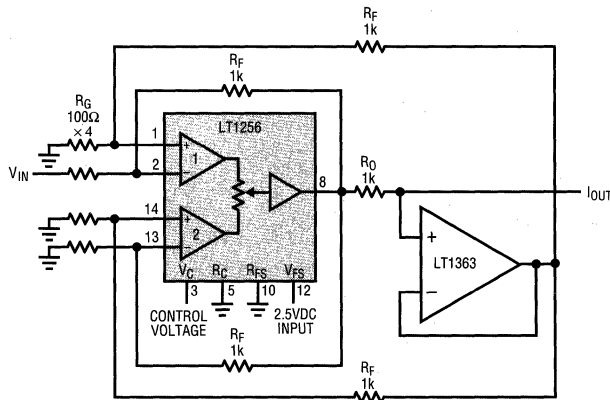 RF
1k
RF
1k
RG
100Ω
×4
LT1256
1
+
1
VIN
2
−
8
RO
1k
IOUT
14
+
2
13
−
+
LT1363
−
VC
RC
RFS
VFS
3
5
10
12
CONTROL
VOLTAGE
2.5VDC
INPUT
RF
1k
RF
1k